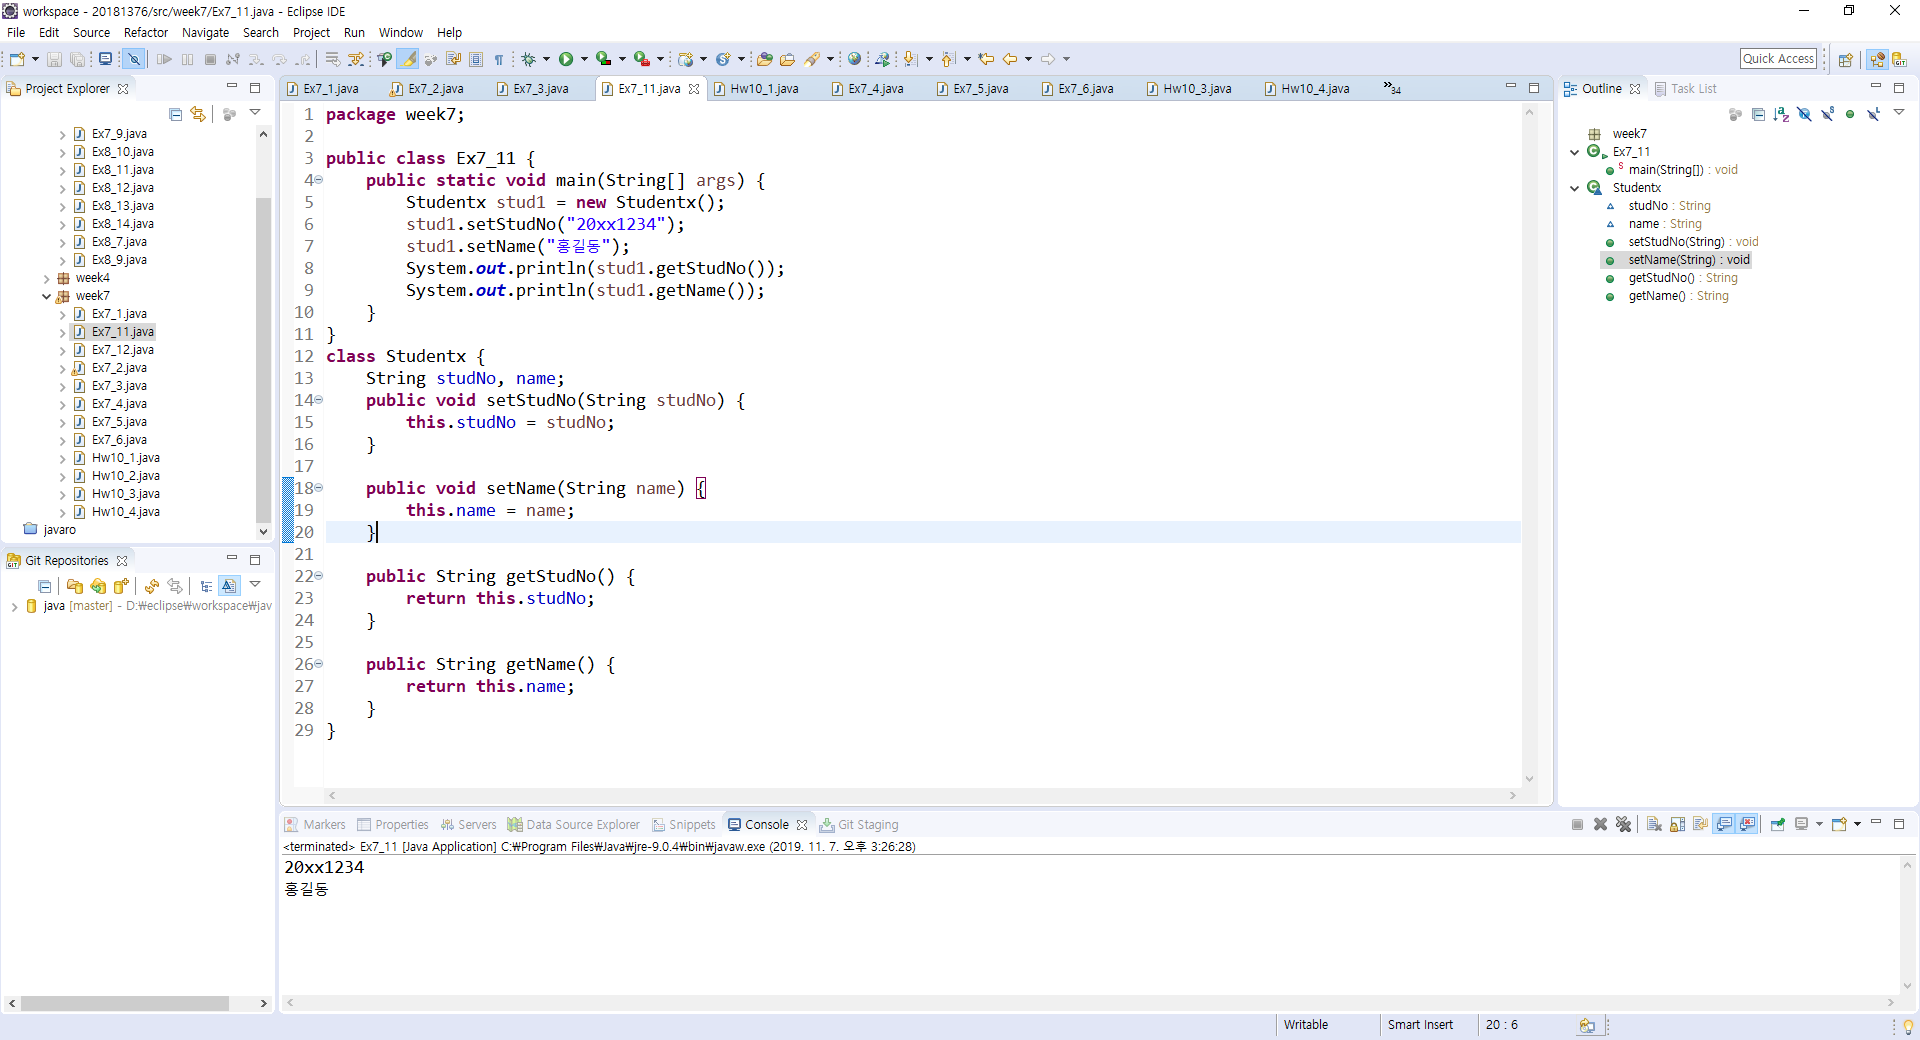 workspace - 20181376/src/week7/Ex7_11.java - Eclipse IDE
File Edit Source Refactor Navigate Search Project Run Window Help
Quick Access
Project Explorer
Ex7_9.java
Ex8_10.java
Ex8_11.java
Ex8_12.java
Ex8_13.java
Ex8_14.java
Ex8_7.java
Ex8_9.java
week4
week7
Ex7_1.java
Ex7_11.java
Ex7_12.java
Ex7_2.java
Ex7_3.java
Ex7_4.java
Ex7_5.java
Ex7_6.java
Hw10_1.java
Hw10_2.java
Hw10_3.java
Hw10_4.java
javaro
Git Repositories
java [master] - D:₩eclipse₩workspace₩jav
Ex7_1.java Ex7_2.java Ex7_3.java Ex7_11.java Hw10_1.java Ex7_4.java Ex7_5.java Ex7_6.java Hw10_3.java Hw10_4.java »34
1 package week7;
2
3 public class Ex7_11 {
4 public static void main(String[] args) {
5 Studentx stud1 = new Studentx();
6 stud1.setStudNo("20xx1234");
7 stud1.setName("홍길동");
8 System.out.println(stud1.getStudNo());
9 System.out.println(stud1.getName());
10 }
11 }
12 class Studentx {
13 String studNo, name;
14 public void setStudNo(String studNo) {
15 this.studNo = studNo;
16 }
17
18 public void setName(String name) {
19 this.name = name;
20 }
21
22 public String getStudNo() {
23 return this.studNo;
24 }
25
26 public String getName() {
27 return this.name;
28 }
29 }
Outline Task List
week7
Ex7_11
main(String[]) : void
Studentx
studNo : String
name : String
setStudNo(String) : void
setName(String) : void
getStudNo() : String
getName() : String
Markers Properties Servers Data Source Explorer Snippets Console Git Staging
<terminated> Ex7_11 [Java Application] C:₩Program Files₩Java₩jre-9.0.4₩bin₩javaw.exe (2019. 11. 7. 오후 3:26:28)
20xx1234
홍길동
Writable Smart Insert 20 : 6